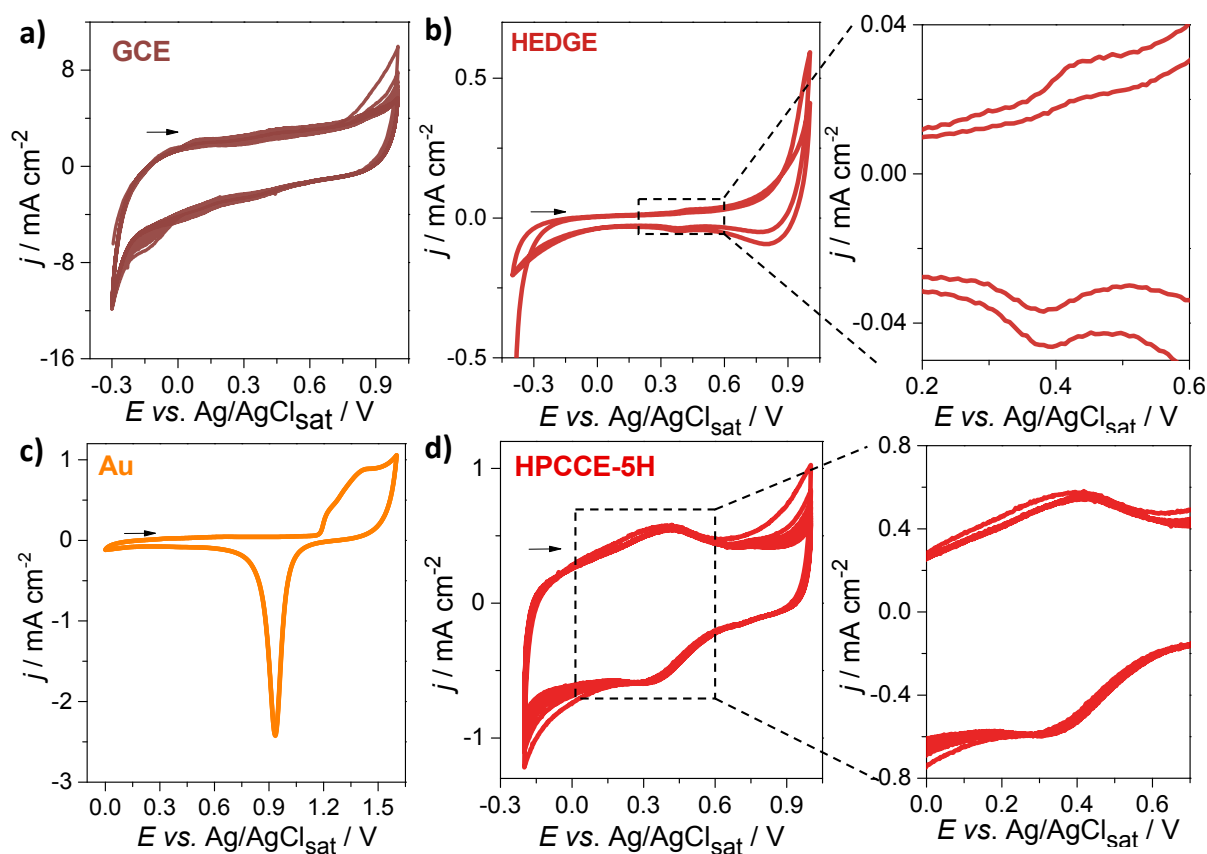 a)
GCE
8
0
-8
-16
j / mA cm-2
-0.3 0.0 0.3 0.6 0.9
E vs. Ag/AgClsat / V
b)
HEDGE
0.5
0.0
-0.5
j / mA cm-2
-0.3 0.0 0.3 0.6 0.9
E vs. Ag/AgClsat / V
0.04
0.00
-0.04
j / mA cm-2
0.2 0.4 0.6
E vs. Ag/AgClsat / V
c)
Au
1
0
-1
-2
-3
j / mA cm-2
0.0 0.3 0.6 0.9 1.2 1.5
E vs. Ag/AgClsat / V
d)
HPCCE-5H
1
0
-1
j / mA cm-2
-0.3 0.0 0.3 0.6 0.9
E vs. Ag/AgClsat / V
0.8
0.4
0.0
-0.4
-0.8
j / mA cm-2
0.0 0.2 0.4 0.6
E vs. Ag/AgClsat / V